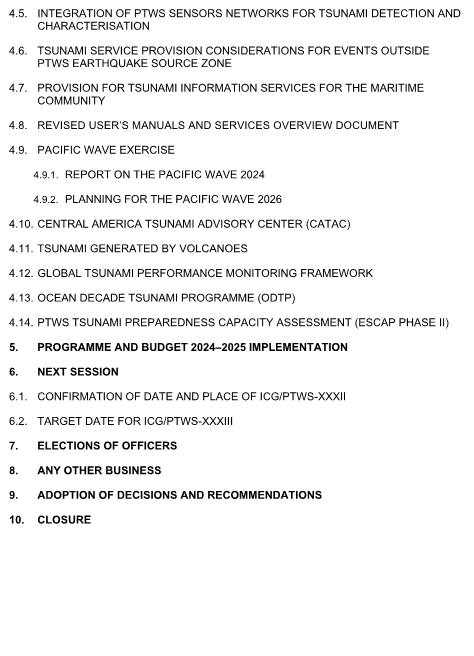 4.5. INTEGRATION OF PTWS SENSORS NETWORKS FOR TSUNAMI DETECTION AND
CHARACTERISATION
4.6. TSUNAMI SERVICE PROVISION CONSIDERATIONS FOR EVENTS OUTSIDE
PTWS EARTHQUAKE SOURCE ZONE
4.7. PROVISION FOR TSUNAMI INFORMATION SERVICES FOR THE MARITIME
COMMUNITY
4.8. REVISED USER'S MANUALS AND SERVICES OVERVIEW DOCUMENT
4.9. PACIFIC WAVE EXERCISE
4.9.1. REPORT ON THE PACIFIC WAVE 2024
4.9.2. PLANNING FOR THE PACIFIC WAVE 2026
4.10. CENTRAL AMERICA TSUNAMI ADVISORY CENTER (CATAC)
4.11. TSUNAMI GENERATED BY VOLCANOES
4.12. GLOBAL TSUNAMI PERFORMANCE MONITORING FRAMEWORK
4.13. OCEAN DECADE TSUNAMI PROGRAMME (ODTP)
4.14. PTWS TSUNAMI PREPAREDNESS CAPACITY ASSESSMENT (ESCAP PHASE II)
5. PROGRAMME AND BUDGET 2024–2025 IMPLEMENTATION
6. NEXT SESSION
6.1. CONFIRMATION OF DATE AND PLACE OF ICG/PTWS-XXXII
6.2. TARGET DATE FOR ICG/PTWS-XXXIII
7. ELECTIONS OF OFFICERS
8. ANY OTHER BUSINESS
9. ADOPTION OF DECISIONS AND RECOMMENDATIONS
10. CLOSURE